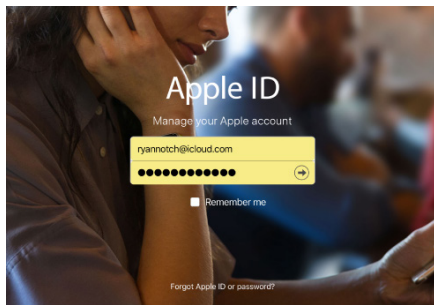 Apple ID
Manage your Apple account
ryannotch@icloud.com
●●●●●●●●●●●●
Remember me
Forgot Apple ID or password?